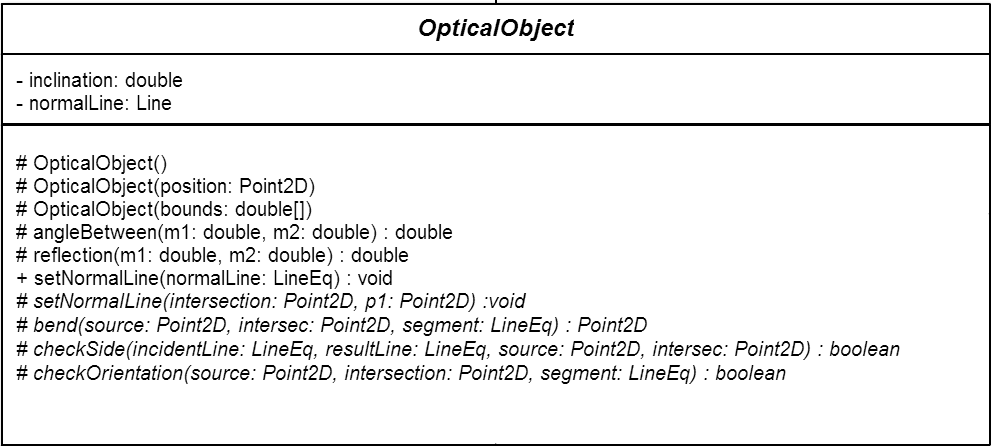 OpticalObject
- inclination: double
- normalLine: Line
# OpticalObject()
# OpticalObject(position: Point2D)
# OpticalObject(bounds: double[])
# angleBetween(m1: double, m2: double) : double
# reflection(m1: double, m2: double) : double
+ setNormalLine(normalLine: LineEq) : void
# setNormalLine(intersection: Point2D, p1: Point2D) :void
# bend(source: Point2D, intersec: Point2D, segment: LineEq) : Point2D
# checkSide(incidentLine: LineEq, resultLine: LineEq, source: Point2D, intersec: Point2D) : boolean
# checkOrientation(source: Point2D, intersection: Point2D, segment: LineEq) : boolean